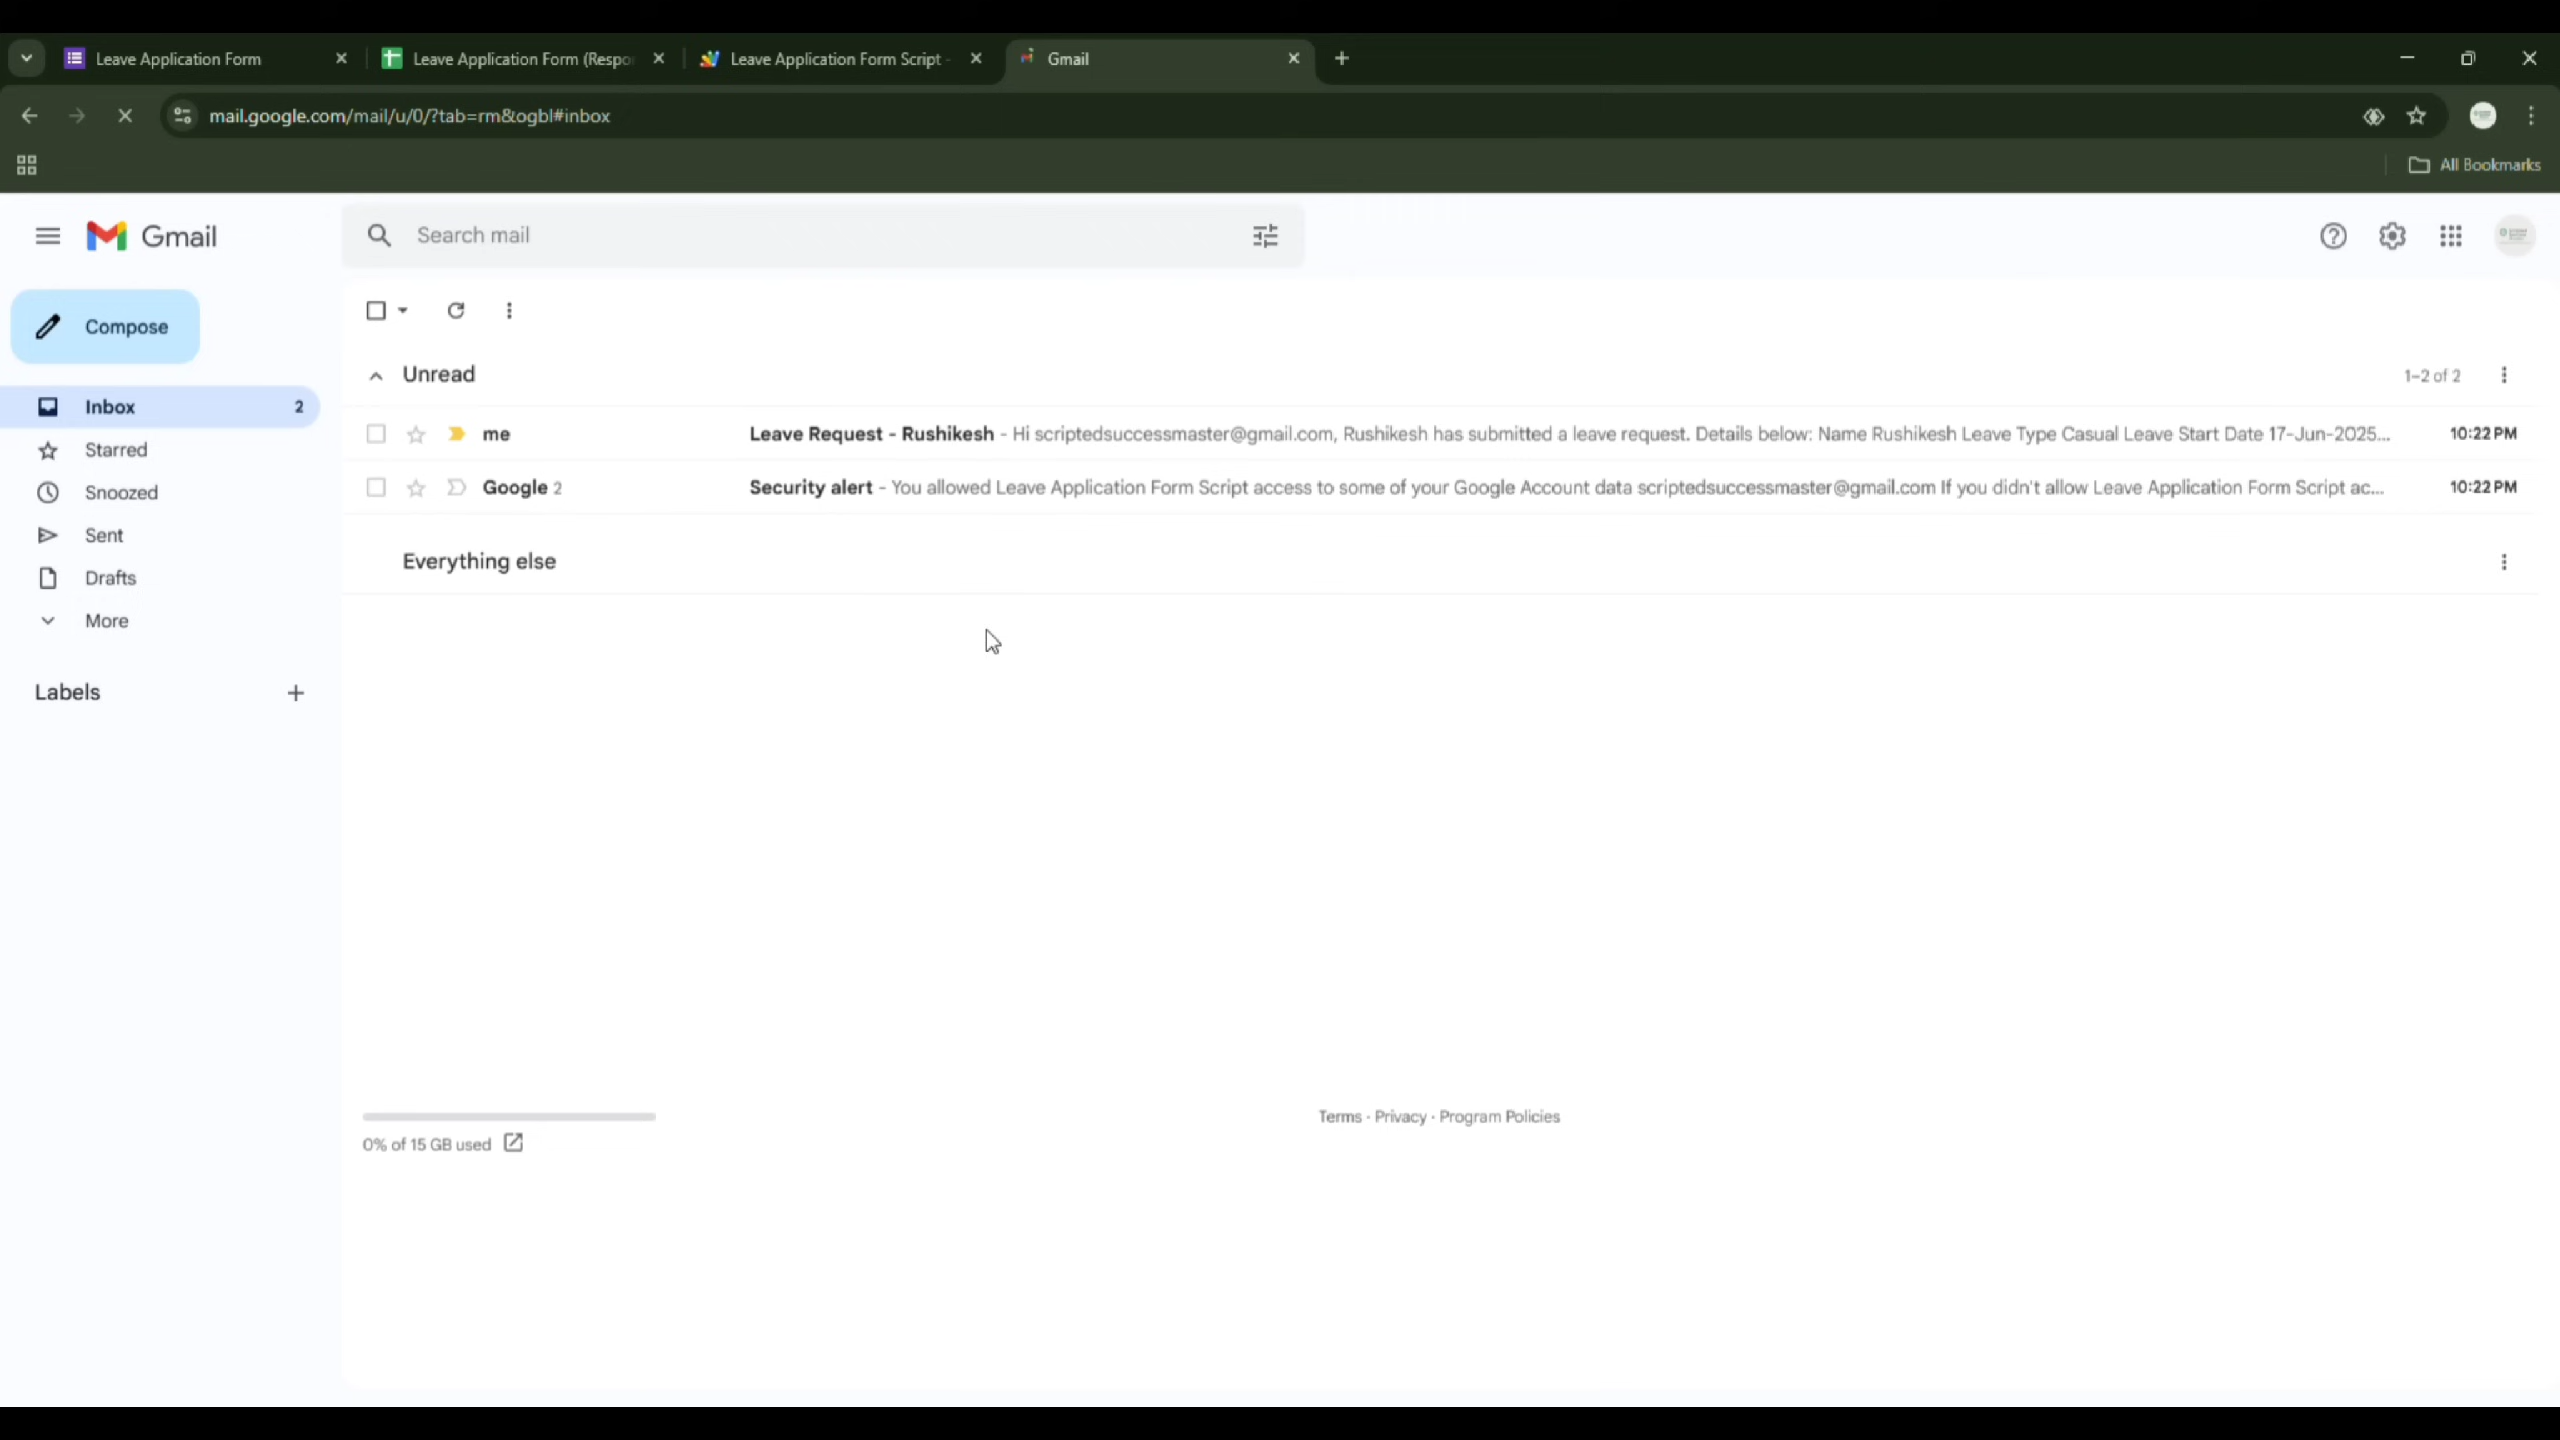 Leave Application Form
Leave Application Form (Respo
Leave Application Form Script -
Gmail
mail.google.com/mail/u/0/?tab=rm&ogbl#inbox
All Bookmarks
Gmail
Search mail
Compose
Unread
1–2 of 2
Inbox 2
me Leave Request - Rushikesh - Hi scriptedsuccessmaster@gmail.com, Rushikesh has submitted a leave request. Details below: Name Rushikesh Leave Type Casual Leave Start Date 17-Jun-2025... 10:22 PM
Starred
Google 2 Security alert - You allowed Leave Application Form Script access to some of your Google Account data scriptedsuccessmaster@gmail.com If you didn't allow Leave Application Form Script ac... 10:22 PM
Snoozed
Sent
Everything else
Drafts
More
Labels
Terms · Privacy · Program Policies
0% of 15 GB used